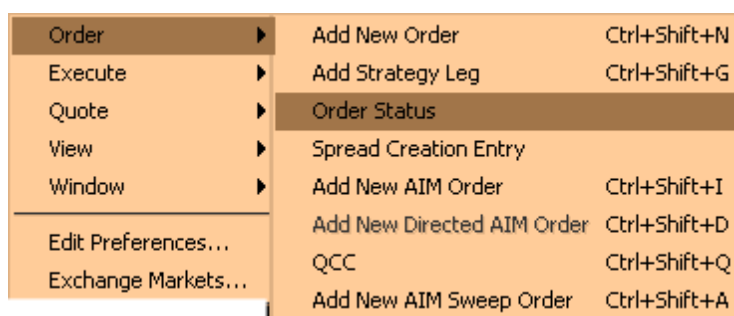 Order
Execute
Quote
View
Window
Edit Preferences...
Exchange Markets...
Add New Order Ctrl+Shift+N
Add Strategy Leg Ctrl+Shift+G
Order Status
Spread Creation Entry
Add New AIM Order Ctrl+Shift+I
Add New Directed AIM Order Ctrl+Shift+D
QCC Ctrl+Shift+Q
Add New AIM Sweep Order Ctrl+Shift+A